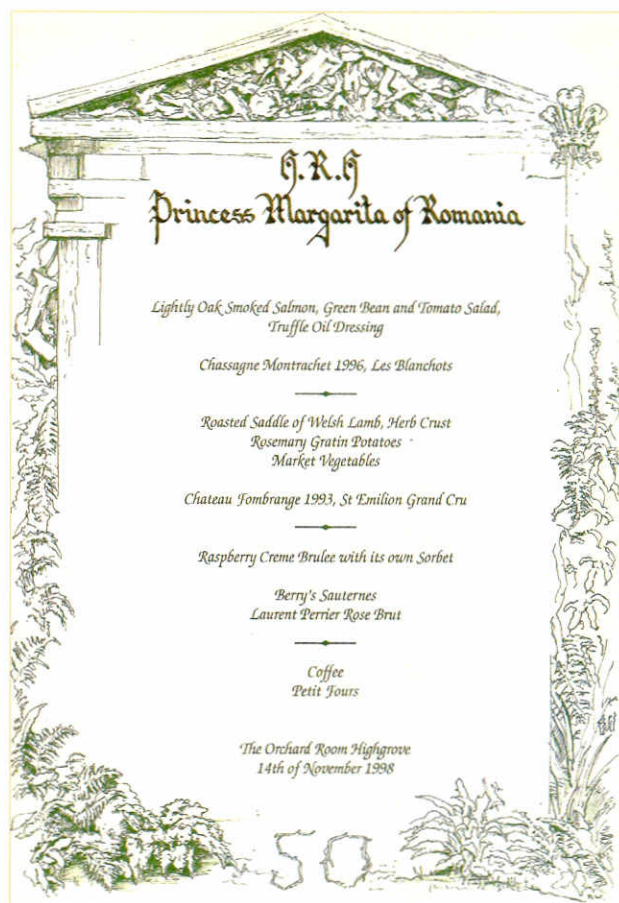 H.R.H
Princess Margarita of Romania
Lightly Oak Smoked Salmon, Green Bean and Tomato Salad,
Truffle Oil Dressing
Chassagne Montrachet 1996, Les Blanchots
Roasted Saddle of Welsh Lamb, Herb Crust
Rosemary Gratin Potatoes
Market Vegetables
Chateau Fombrange 1993, St Emilion Grand Cru
Raspberry Creme Brulee with its own Sorbet
Berry's Sauternes
Laurent Perrier Rose Brut
Coffee
Petit Fours
The Orchard Room Highgrove
14th of November 1998
50